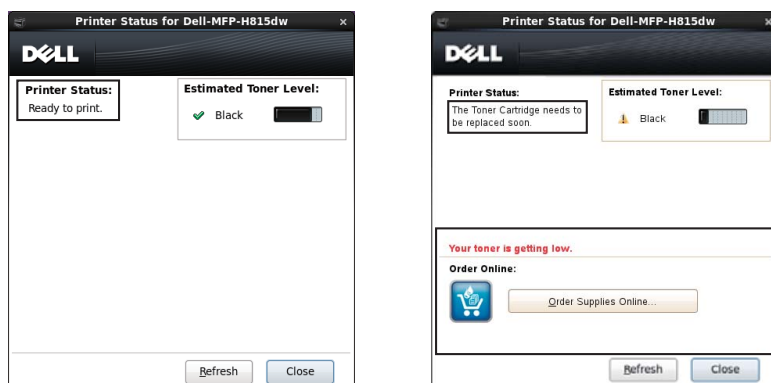 Printer Status for Dell-MFP-H815dw x
DELL
Printer Status:
Ready to print.
Estimated Toner Level:
Black
Refresh Close
Printer Status for Dell-MFP-H815dw x
DELL
Printer Status:
The Toner Cartridge needs to
be replaced soon.
Estimated Toner Level:
Black
Your toner is getting low.
Order Online:
Order Supplies Online...
Refresh Close